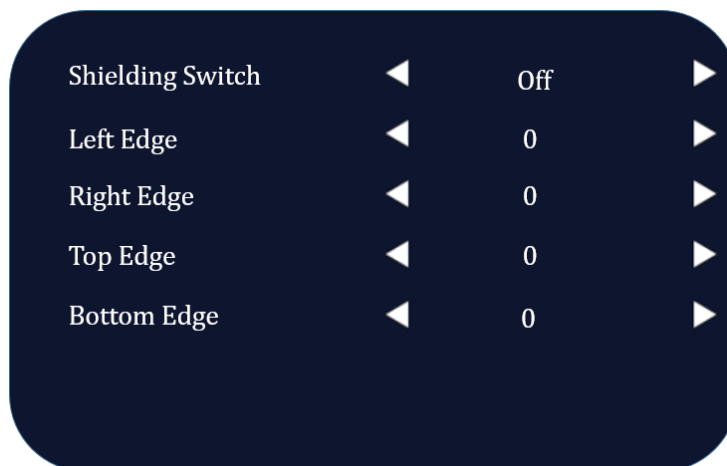 Shielding Switch Off
Left Edge 0
Right Edge 0
Top Edge 0
Bottom Edge 0